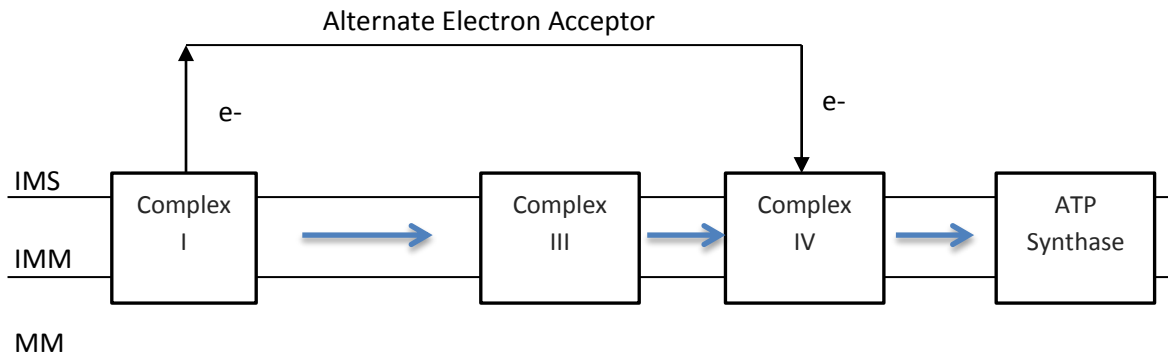 Alternate Electron Acceptor
e-
e-
IMS
Complex
I
Complex
III
Complex
IV
ATP
Synthase
IMM
MM